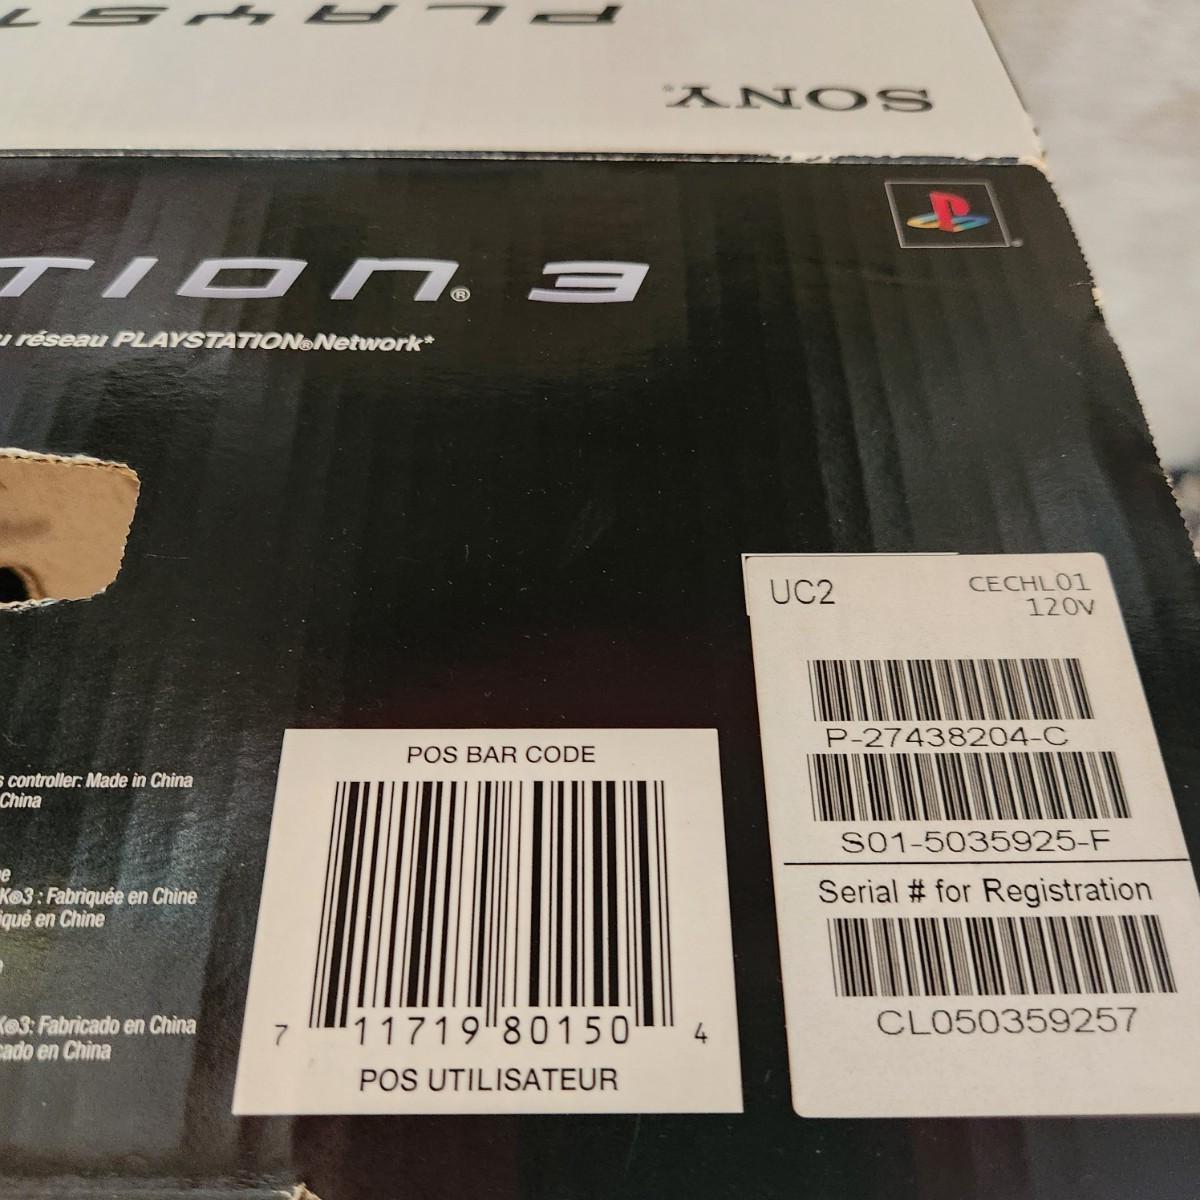 PLAYST
SONY®
TION® 3
u réseau PLAYSTATION®Network*
UC2
CECHL01
120V
P-27438204-C
S01-5035925-F
Serial # for Registration
CL050359257
POS BAR CODE
7 11719 80150 4
POS UTILISATEUR
s controller: Made in China
China
e
K®3 : Fabriquée en Chine
iqué en Chine
K®3: Fabricado en China
cado en China